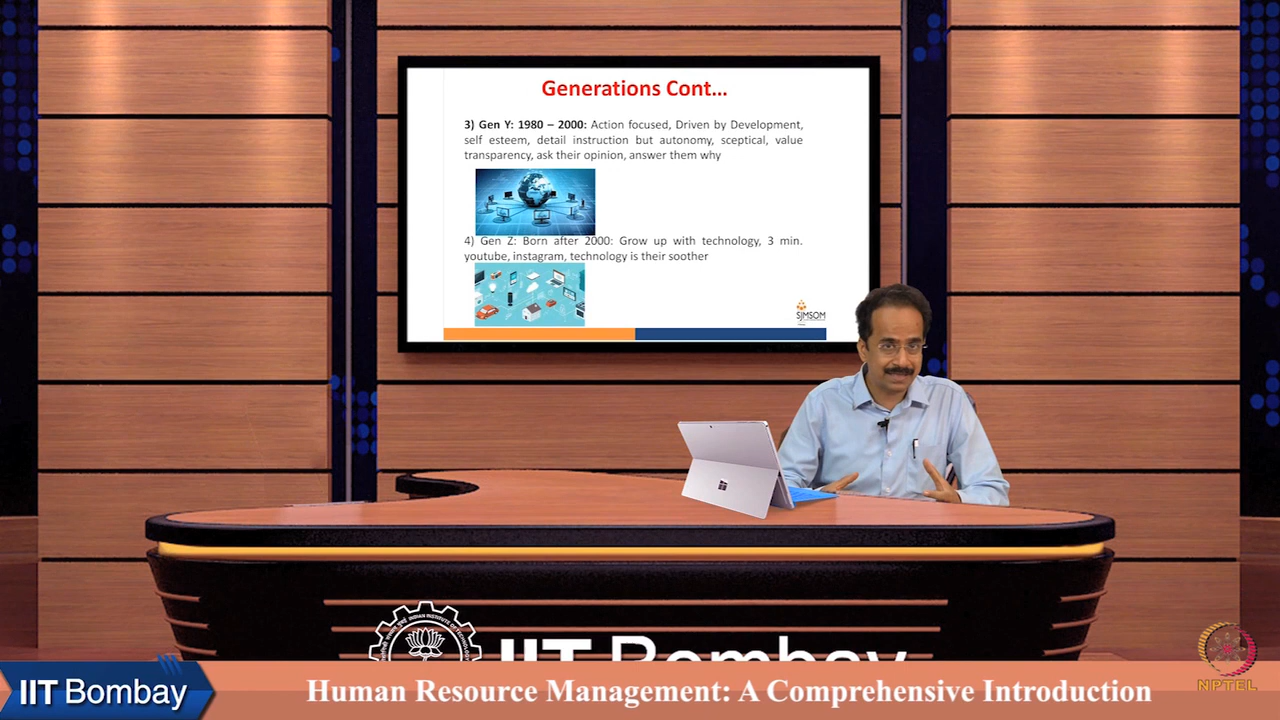 Generations Cont...
3) Gen Y: 1980 – 2000: Action focused, Driven by Development,
self esteem, detail instruction but autonomy, sceptical, value
transparency, ask their opinion, answer them why
4) Gen Z: Born after 2000: Grow up with technology, 3 min.
youtube, instagram, technology is their soother
SJMSOM
IIT Bombay
IIT Bombay
Human Resource Management: A Comprehensive Introduction
NPTEL